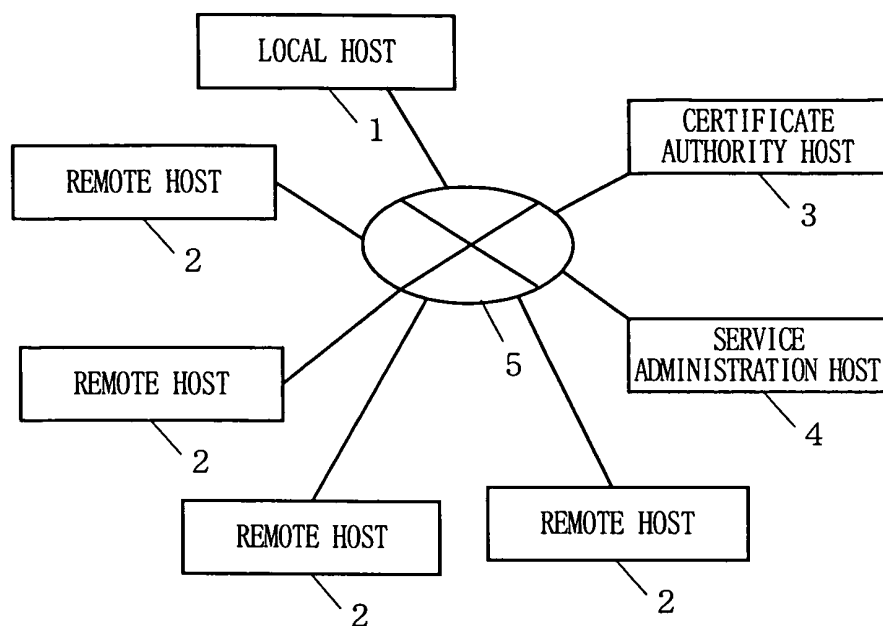 LOCAL HOST
1
CERTIFICATE
AUTHORITY HOST
3
REMOTE HOST
2
SERVICE
ADMINISTRATION HOST
4
5
REMOTE HOST
2
REMOTE HOST
2
REMOTE HOST
2